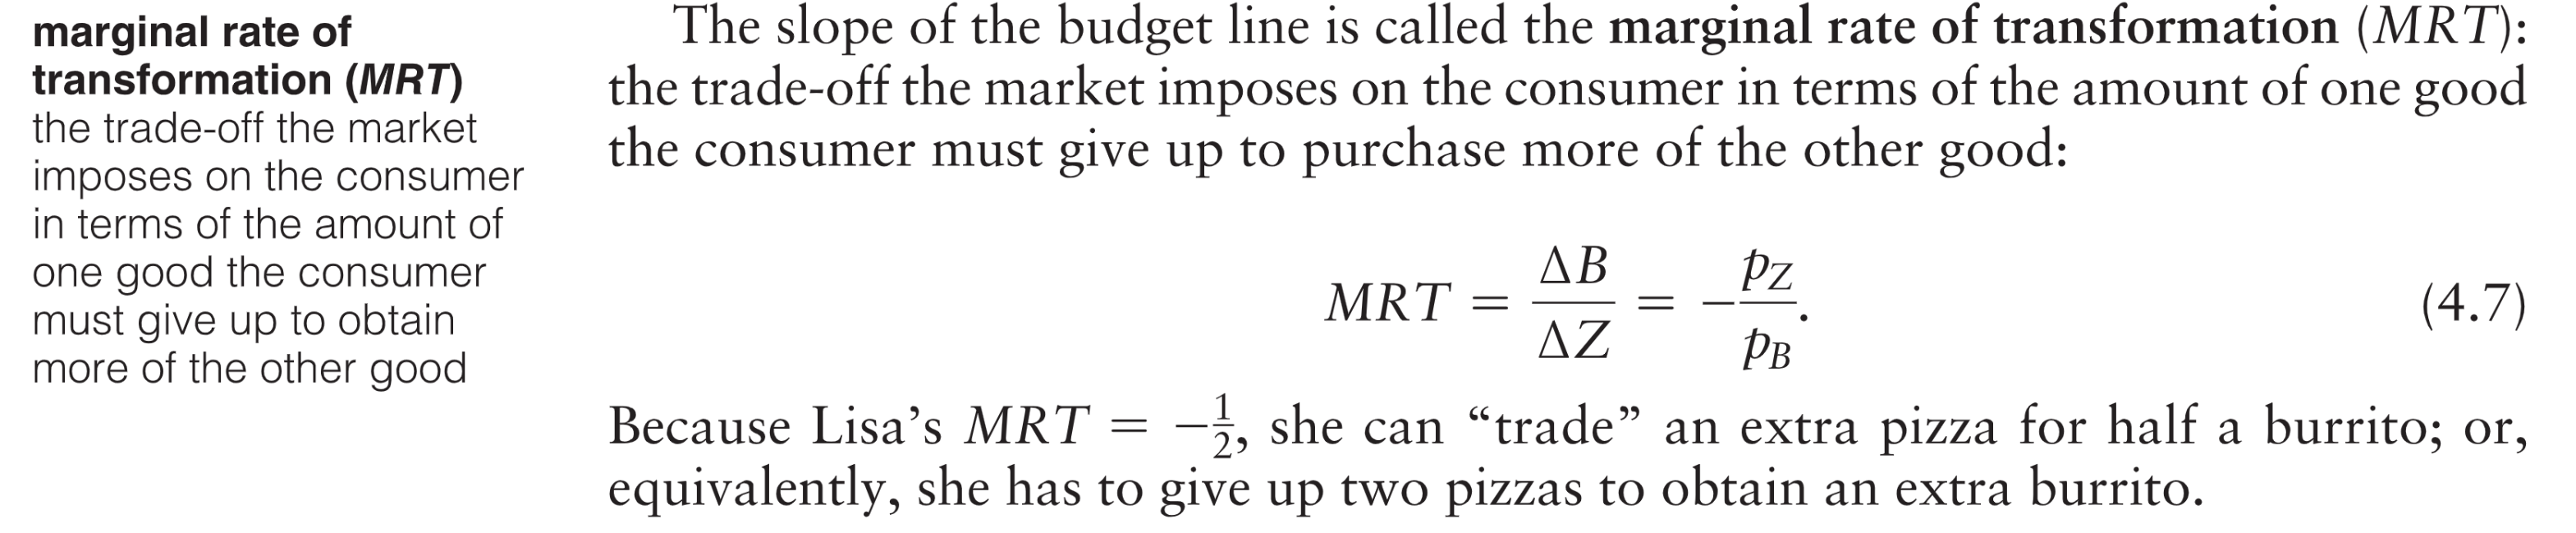 marginal rate of
transformation (MRT)
the trade-off the market
imposes on the consumer
in terms of the amount of
one good the consumer
must give up to obtain
more of the other good
The slope of the budget line is called the marginal rate of transformation (MRT):
the trade-off the market imposes on the consumer in terms of the amount of one good
the consumer must give up to purchase more of the other good:
MRT = ΔB/ΔZ = −pZ/pB. (4.7)
Because Lisa’s MRT = −1/2, she can “trade” an extra pizza for half a burrito; or,
equivalently, she has to give up two pizzas to obtain an extra burrito.